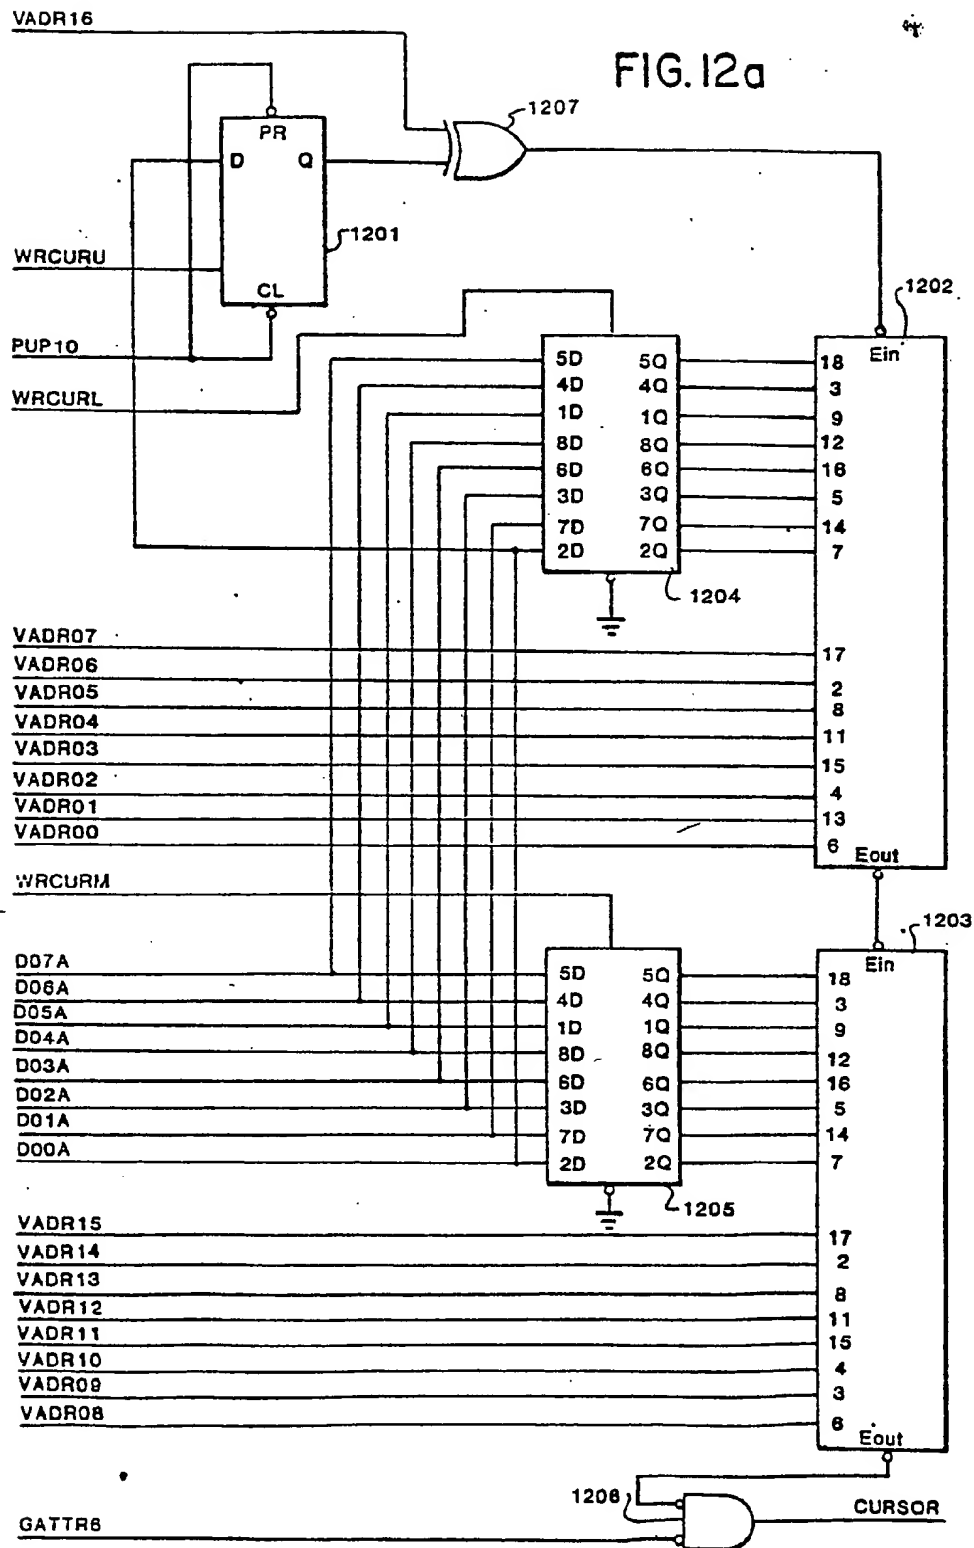 VADR16
FIG. 12a
1207
PR
D Q
1201
WRCURU
CL
1202
PUP10
Ein
WRCURL
5D 5Q 18
4D 4Q 3
1D 1Q 9
8D 8Q 12
6D 6Q 16
3D 3Q 5
7D 7Q 14
2D 2Q 7
1204
VADR07 17
VADR06 2
VADR05 8
VADR04 11
VADR03 15
VADR02 4
VADR01 13
VADR00 6
Eout
WRCURM
1203
Ein
D07A 5D 5Q 18
D06A 4D 4Q 3
D05A 1D 1Q 9
D04A 8D 8Q 12
D03A 6D 6Q 16
D02A 3D 3Q 5
D01A 7D 7Q 14
D00A 2D 2Q 7
1205
VADR15 17
VADR14 2
VADR13 8
VADR12 11
VADR11 15
VADR10 4
VADR09 3
VADR08 6
Eout
1206
CURSOR
GATTR6